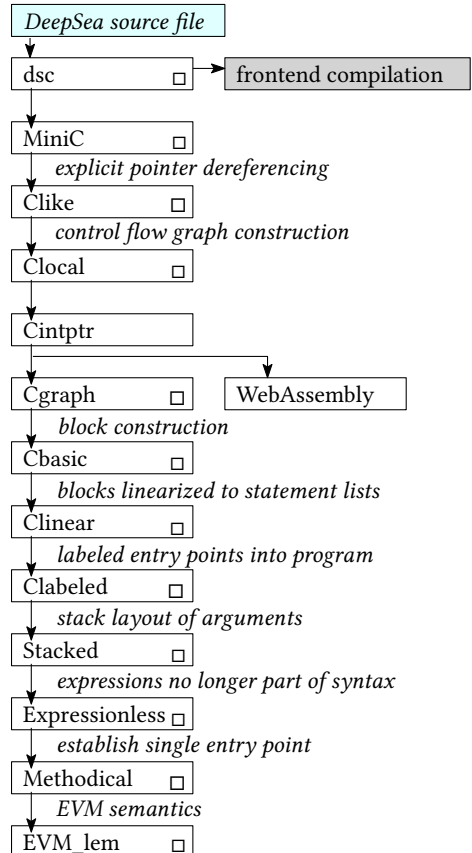 DeepSea source file
dsc
frontend compilation
MiniC
explicit pointer dereferencing
Clike
control flow graph construction
Clocal
Cintptr
Cgraph
WebAssembly
block construction
Cbasic
blocks linearized to statement lists
Clinear
labeled entry points into program
Clabeled
stack layout of arguments
Stacked
expressions no longer part of syntax
Expressionless
establish single entry point
Methodical
EVM semantics
EVM_lem